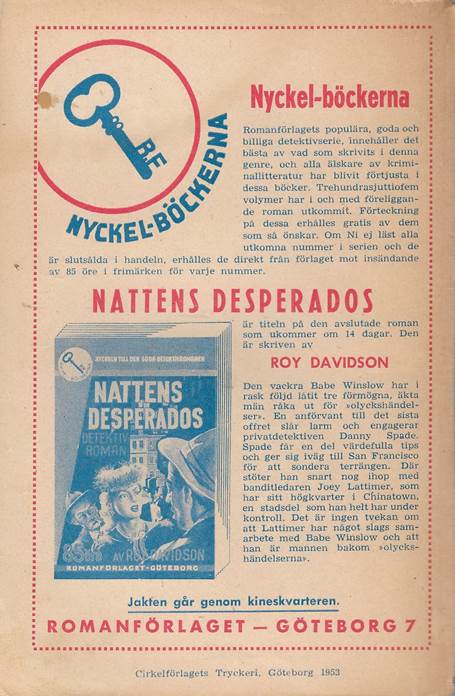 B.F.
NYCKEL-BÖCKERNA
Nyckel-böckerna
Romanförlagets populära, goda och
billiga detektivserie, innehåller det
bästa av vad som skrivits i denna
genre, och alla älskare av krimi-
nallitteratur har blivit förtjusta i
dessa böcker. Trehundrasjuttiofem
volymer har i och med föreliggan-
de roman utkommit. Förteckning
på dessa erhålles gratis av dem
som så önskar. Om Ni ej läst alla
utkomna nummer i serien och de
är slutsålda i handeln, erhålles de direkt från förlaget mot insändande
av 85 öre i frimärken för varje nummer.
NATTENS DESPERADOS
är titeln på den avslutade roman
som ukommer om 14 dagar. Den
är skriven av
ROY DAVIDSON
Den vackra Babe Winslow har i
rask följd låtit tre förmögna, äkta
män råka ut för »olyckshändel-
ser». En anförvant till det sista
offret slår larm och engagerar
privatdetektiven Danny Spade.
Spade får en del värdefulla tips
och ger sig iväg till San Francisco
för att sondera terrängen. Där
stöter han snart nog ihop med
banditledaren Joey Lattimer, som
har sitt högkvarter i Chinatown,
en stadsdel som han helt har under
kontroll. Det är ingen tvekan om
att Lattimer har något slags sam-
arbete med Babe Winslow och att
han är mannen bakom »olycks-
händelserna».
NYCKELN TILL DEN GODA DETEKTIVROMANEN
NATTENS
DESPERADOS
DETEKTIV
ROMAN
85 ÖRE
AV ROY DAVIDSON
ROMANFÖRLAGET-GÖTEBORG
Jakten går genom kineskvarteren.
ROMANFÖRLAGET — GÖTEBORG 7
Cirkelförlagets Tryckeri, Göteborg 1953